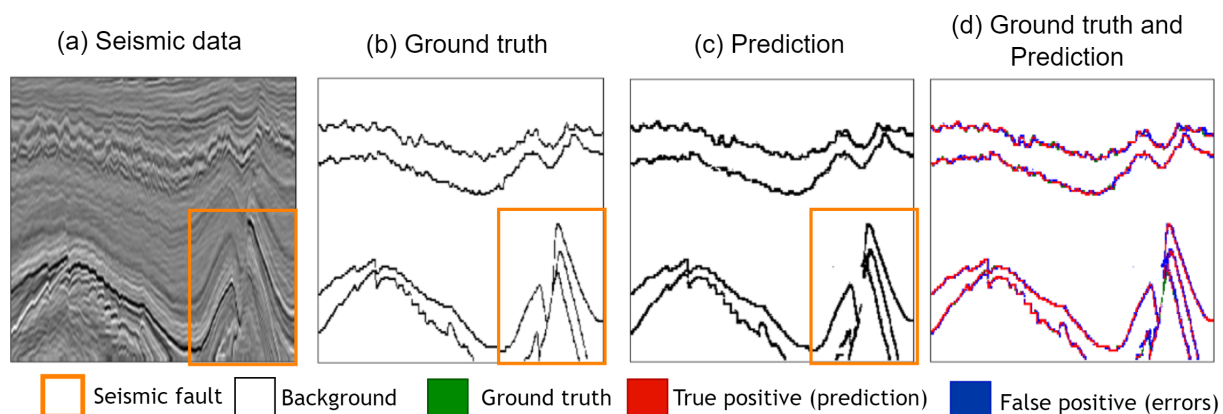 (a) Seismic data
(b) Ground truth
(c) Prediction
(d) Ground truth and
Prediction
Seismic fault
Background
Ground truth
True positive (prediction)
False positive (errors)